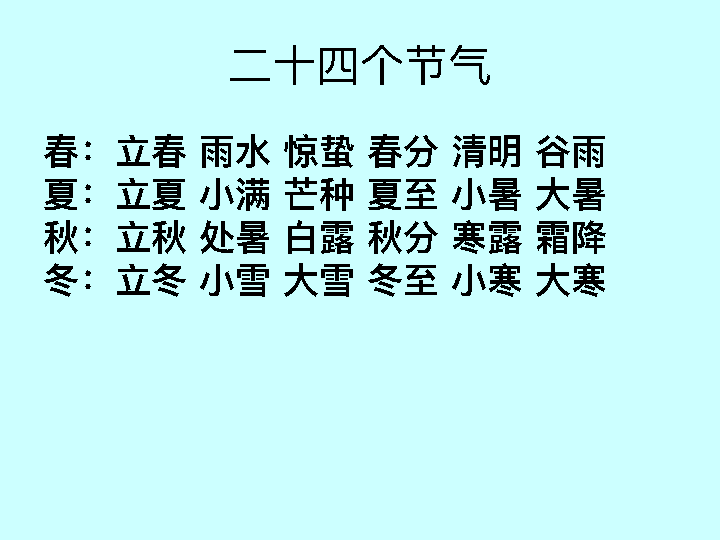 二十四个节气
春：立春 雨水 惊蛰 春分 清明 谷雨
夏：立夏 小满 芒种 夏至 小暑 大暑
秋：立秋 处暑 白露 秋分 寒露 霜降
冬：立冬 小雪 大雪 冬至 小寒 大寒